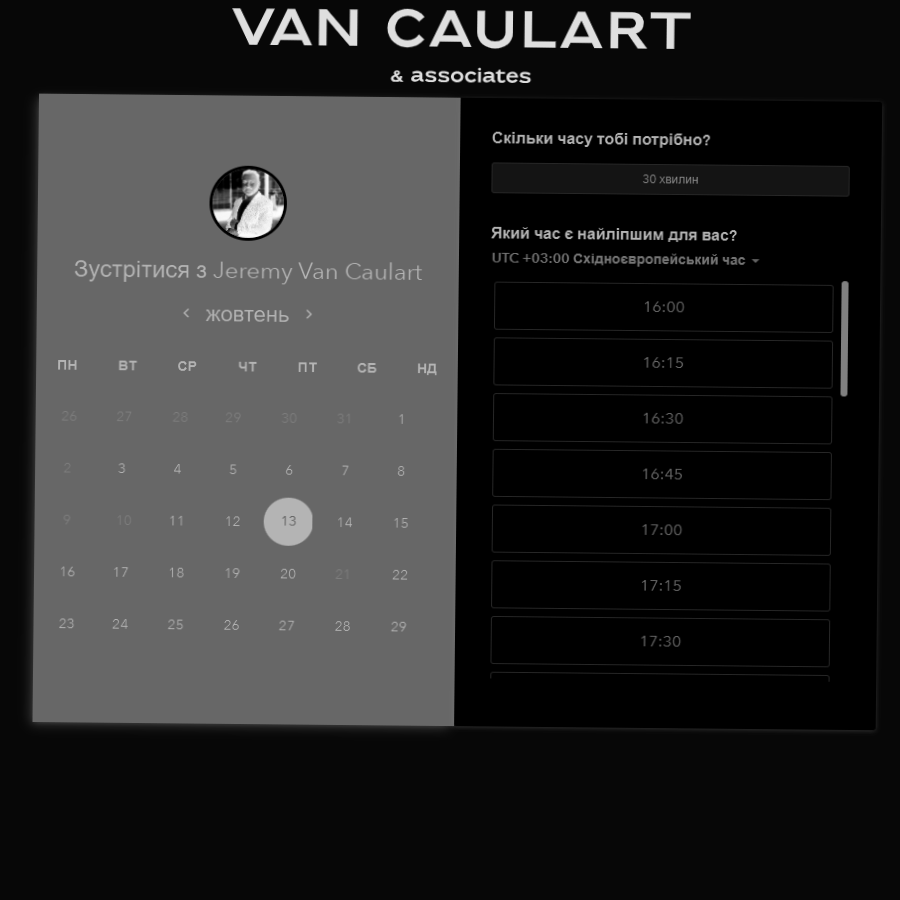 VAN CAULART
& associates
Зустрітися з Jeremy Van Caulart
жовтень
ПН ВТ СР ЧТ ПТ СБ НД
26 27 28 29 30 31 1
2 3 4 5 6 7 8
9 10 11 12 13 14 15
16 17 18 19 20 21 22
23 24 25 26 27 28 29
Скільки часу тобі потрібно?
30 хвилин
Який час є найліпшим для вас?
UTC +03:00 Східноєвропейський час
16:00
16:15
16:30
16:45
17:00
17:15
17:30